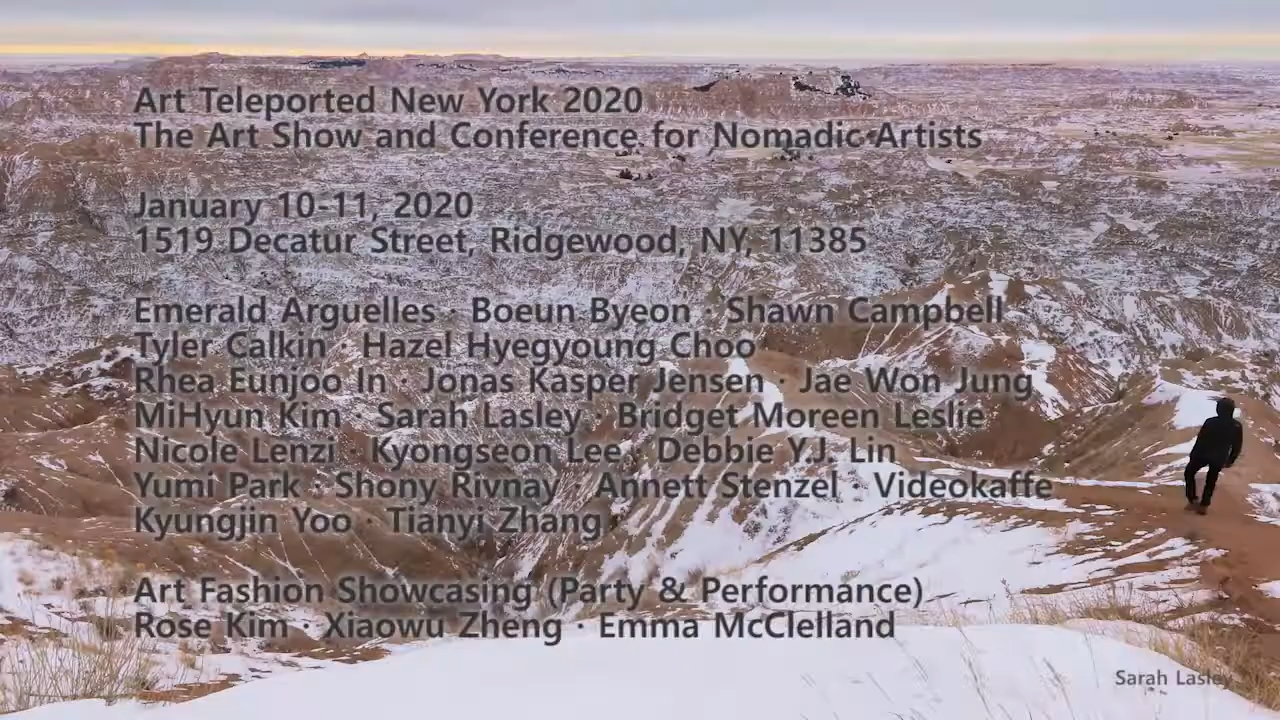 Art Teleported New York 2020
The Art Show and Conference for Nomadic Artists
January 10-11, 2020
1519 Decatur Street, Ridgewood, NY, 11385
Emerald Arguelles · Boeun Byeon · Shawn Campbell
Tyler Calkin · Hazel Hyegyoung Choo
Rhea Eunjoo In · Jonas Kasper Jensen · Jae Won Jung
MiHyun Kim · Sarah Lasley · Bridget Moreen Leslie
Nicole Lenzi · Kyongseon Lee · Debbie Y.J. Lin
Yumi Park · Shony Rivnay · Annett Stenzel · Videokaffe
Kyungjin Yoo · Tianyi Zhang
Art Fashion Showcasing (Party & Performance)
Rose Kim · Xiaowu Zheng · Emma McClelland
Sarah Lasley